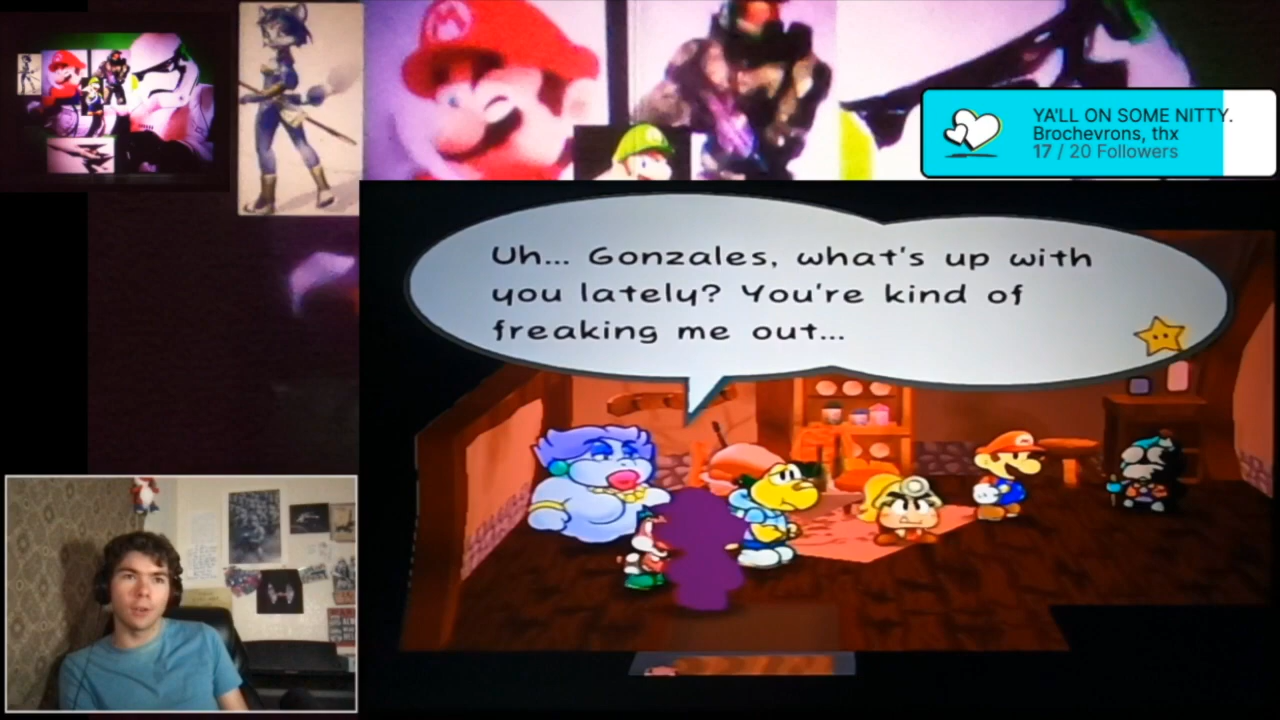 YA'LL ON SOME NITTY.
Brochevrons, thx
17 / 20 Followers
Uh... Gonzales, what's up with
you lately? You're kind of
freaking me out...